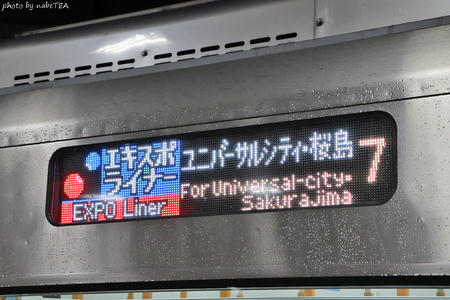 photo by nabeTEA
エキスポ
ライナー
EXPO Liner
ユニバーサルシティ・桜島
For Universal-city・
Sakurajima
7